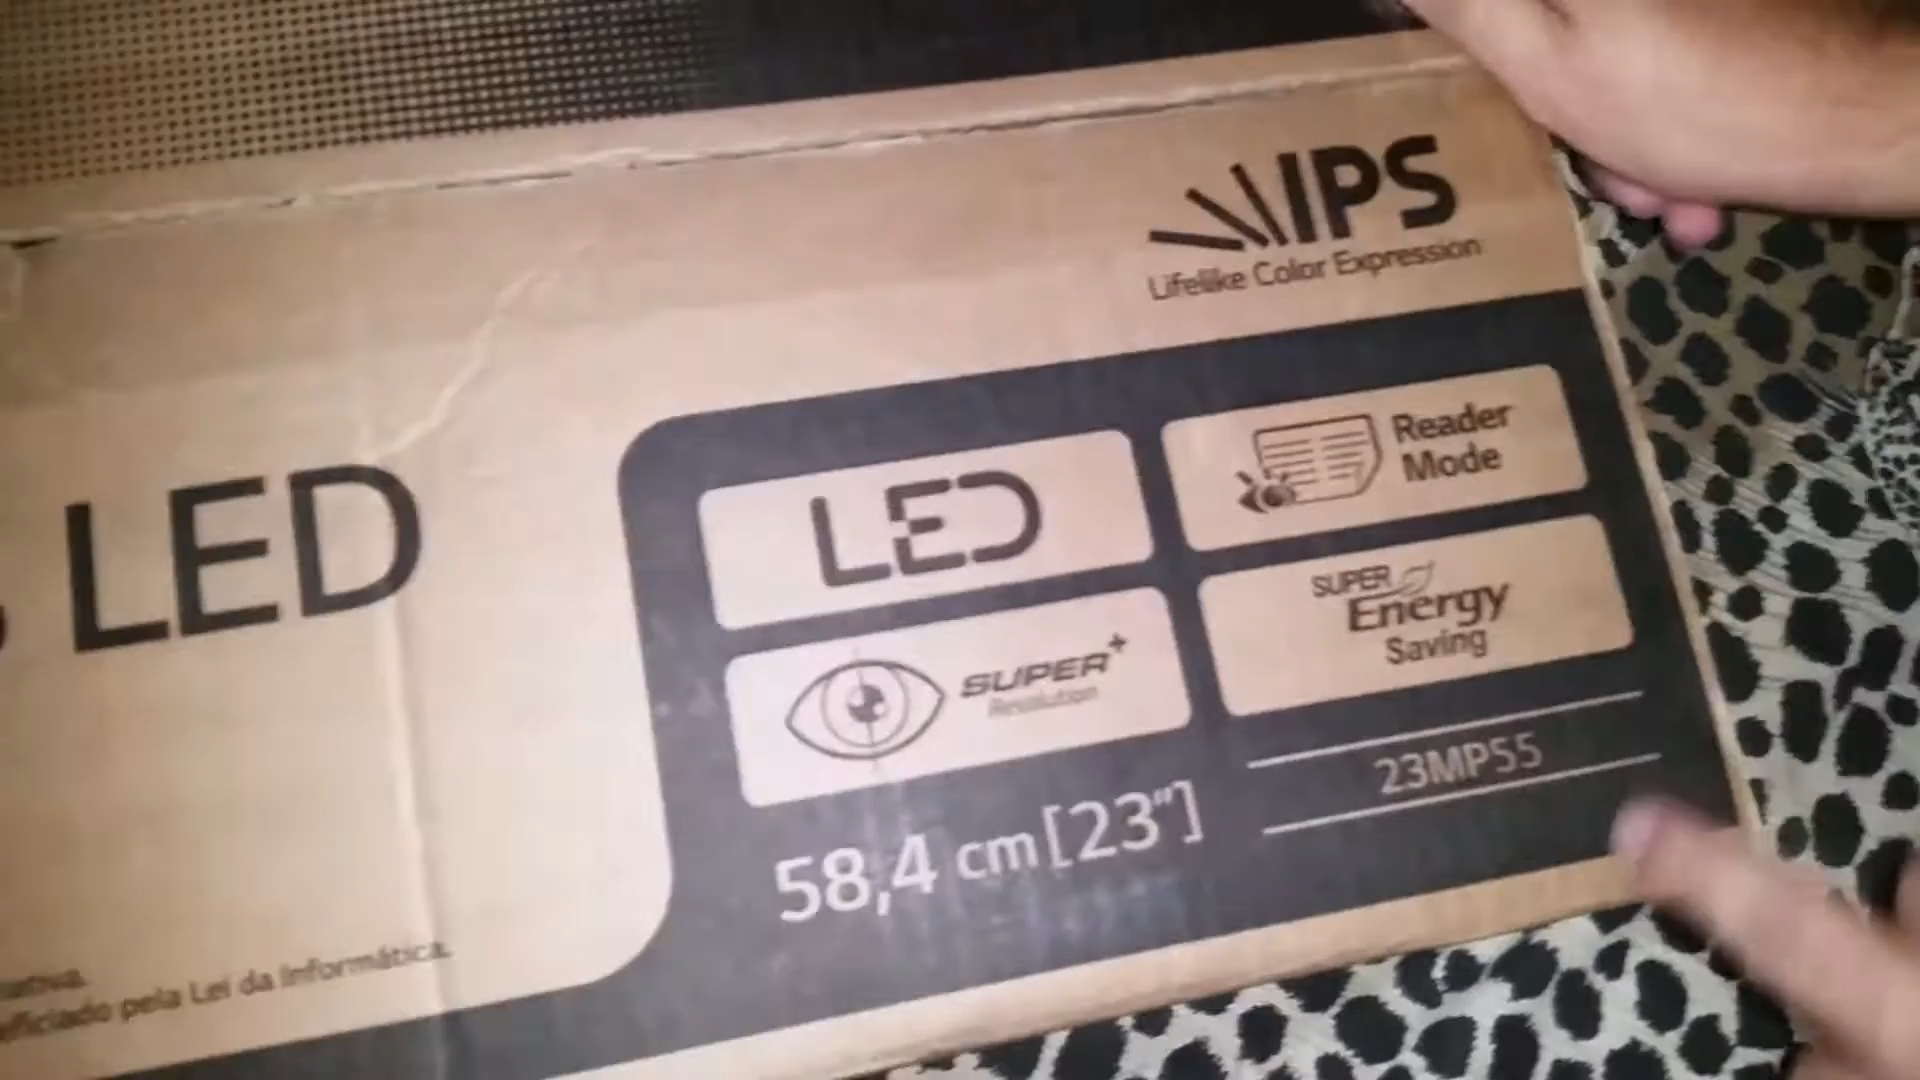 IPS
Lifelike Color Expression
LED
LED
Reader
Mode
SUPER+
Resolution
SUPER
Energy
Saving
58,4 cm[23"]
23MP55
pela Lei da Informática.